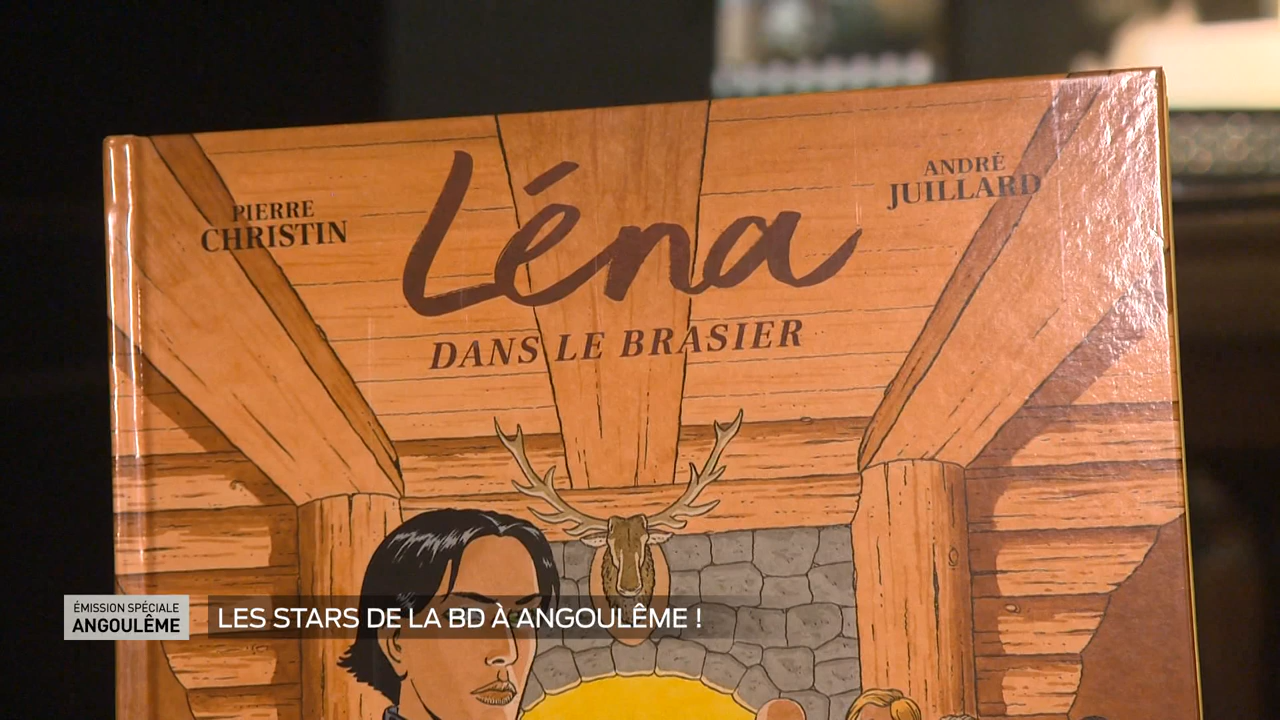 PIERRE
CHRISTIN
Léna
ANDRÉ
JUILLARD
DANS LE BRASIER
ÉMISSION SPÉCIALE
ANGOULÊME
LES STARS DE LA BD À ANGOULÊME !